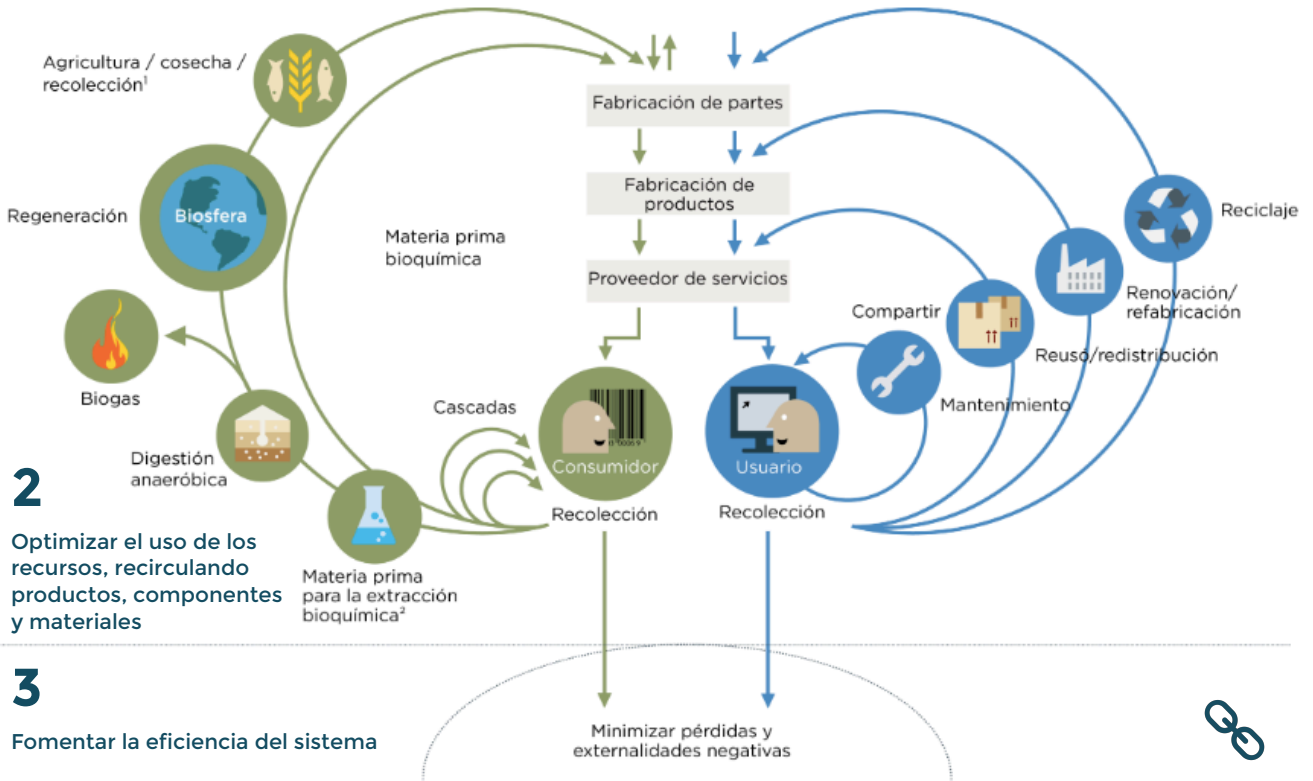 Agricultura / cosecha /
recolección¹
Fabricación de partes
Fabricación de
productos
Proveedor de servicios
Regeneración
Biosfera
Materia prima
bioquímica
Reciclaje
Renovación/
refabricación
Compartir
Reuso/redistribución
Mantenimiento
Biogas
Cascadas
Consumidor
Usuario
Recolección
Recolección
Digestión
anaeróbica
Materia prima
para la extracción
bioquímica²
2
Optimizar el uso de los
recursos, recirculando
productos, componentes
y materiales
3
Fomentar la eficiencia del sistema
Minimizar pérdidas y
externalidades negativas